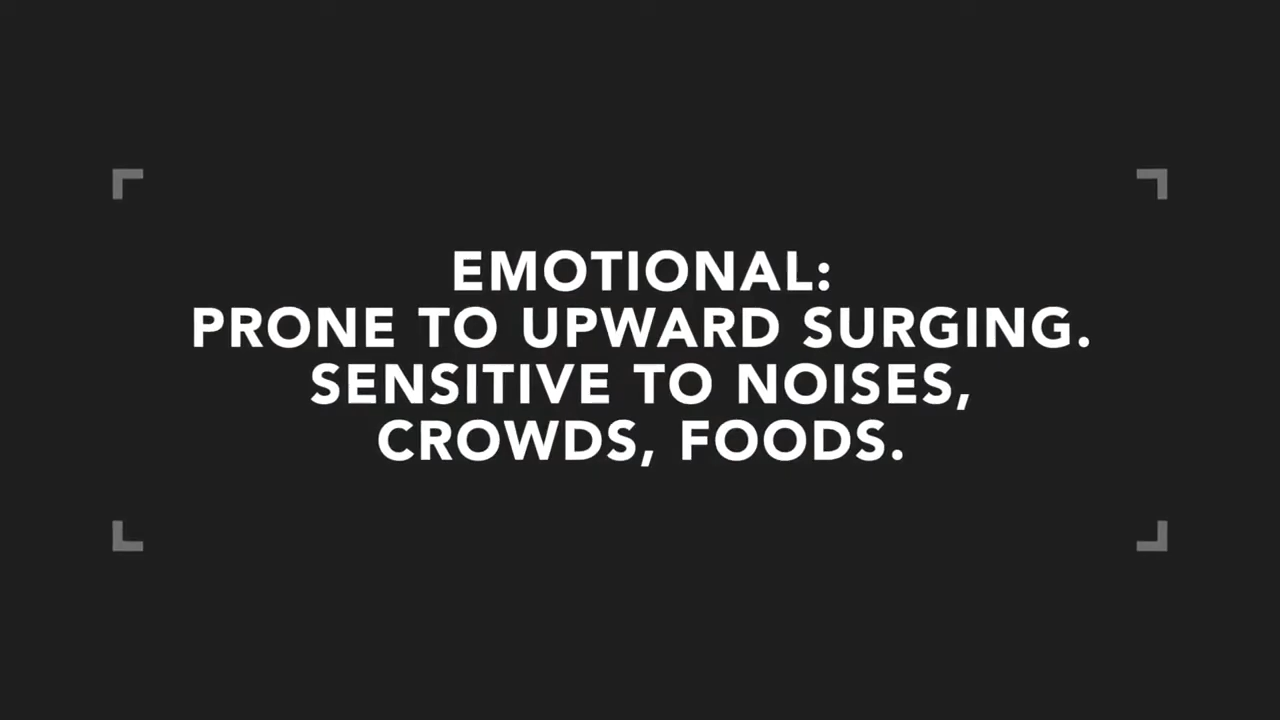 EMOTIONAL:
PRONE TO UPWARD SURGING.
SENSITIVE TO NOISES,
CROWDS, FOODS.